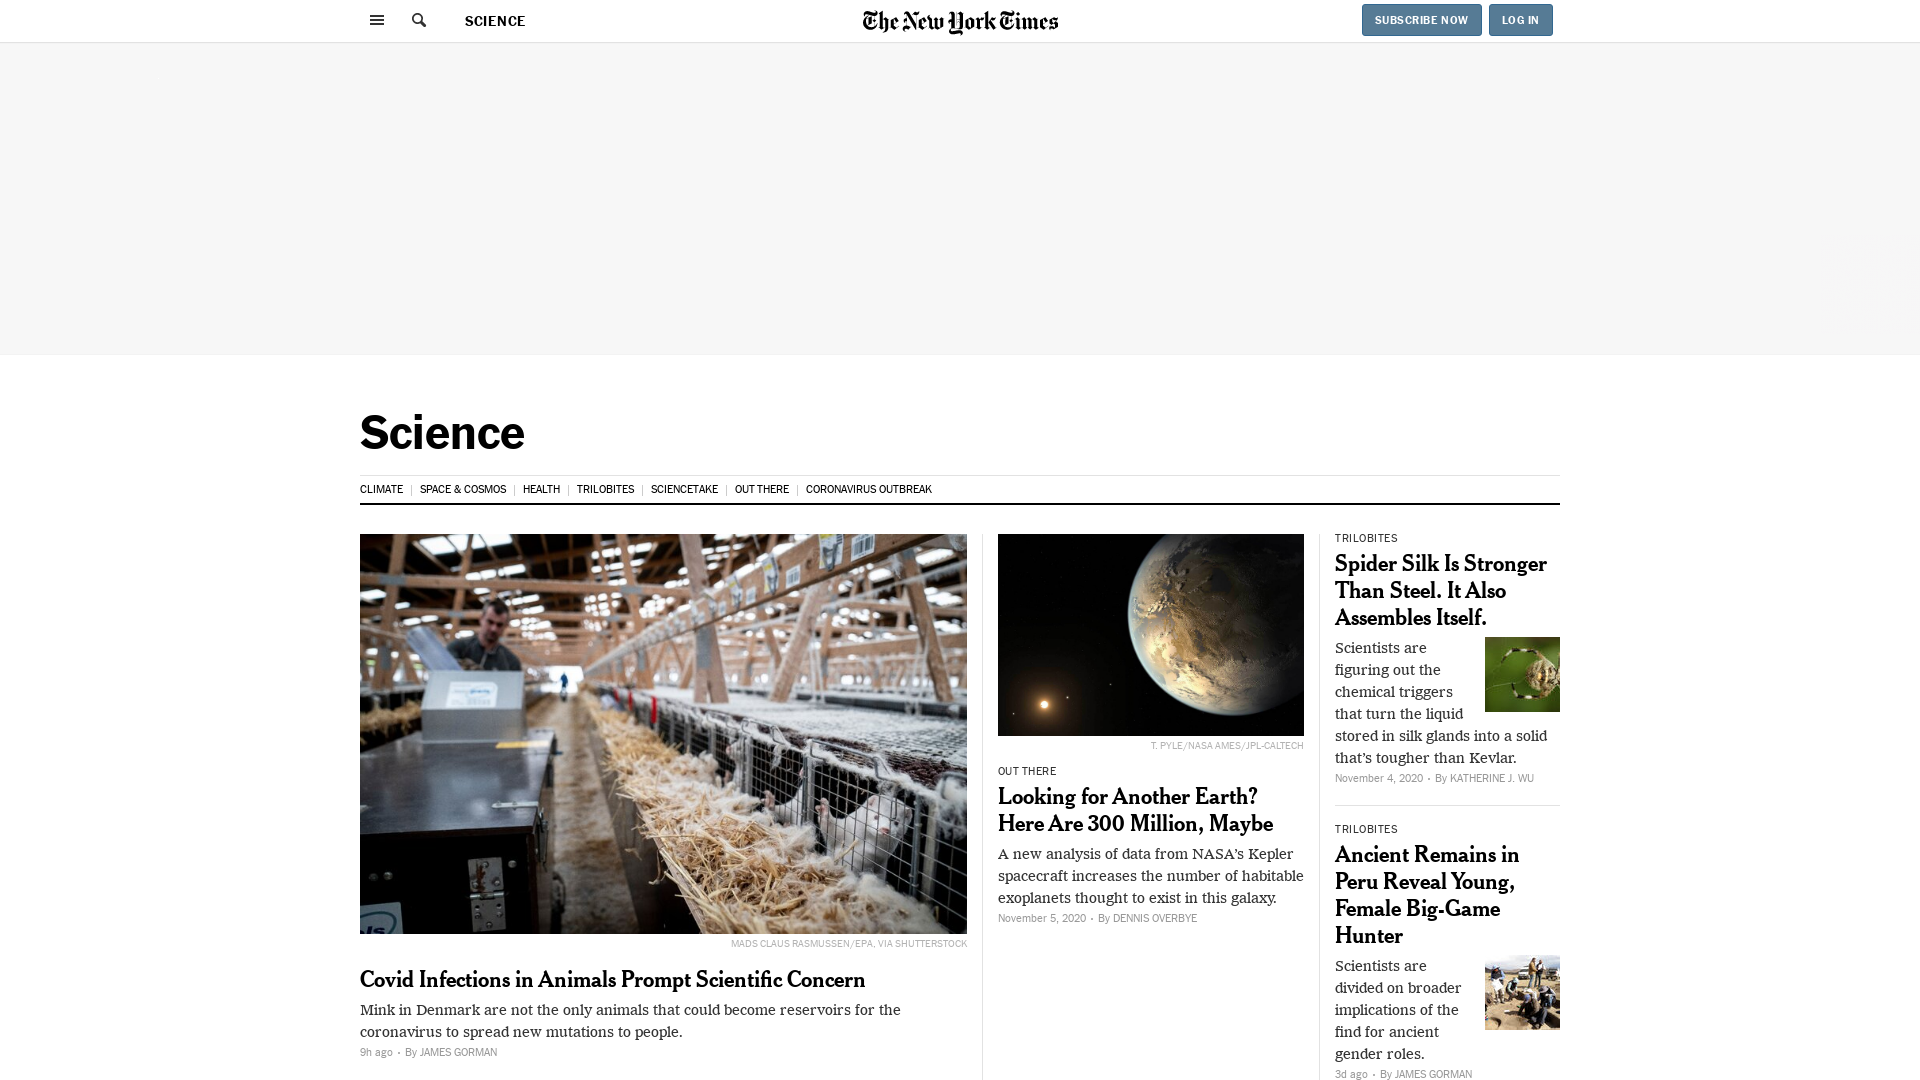 SCIENCE
The New York Times
SUBSCRIBE NOW
LOG IN
Science
CLIMATE
SPACE & COSMOS
HEALTH
TRILOBITES
SCIENCETAKE
OUT THERE
CORONAVIRUS OUTBREAK
MADS CLAUS RASMUSSEN/EPA, VIA SHUTTERSTOCK
Covid Infections in Animals Prompt Scientific Concern
Mink in Denmark are not the only animals that could become reservoirs for the
coronavirus to spread new mutations to people.
9h ago • By JAMES GORMAN
T. PYLE/NASA AMES/JPL-CALTECH
OUT THERE
Looking for Another Earth?
Here Are 300 Million, Maybe
A new analysis of data from NASA’s Kepler
spacecraft increases the number of habitable
exoplanets thought to exist in this galaxy.
November 5, 2020 • By DENNIS OVERBYE
TRILOBITES
Spider Silk Is Stronger
Than Steel. It Also
Assembles Itself.
Scientists are
figuring out the
chemical triggers
that turn the liquid
stored in silk glands into a solid
that’s tougher than Kevlar.
November 4, 2020 • By KATHERINE J. WU
TRILOBITES
Ancient Remains in
Peru Reveal Young,
Female Big-Game
Hunter
Scientists are
divided on broader
implications of the
find for ancient
gender roles.
3d ago • By JAMES GORMAN